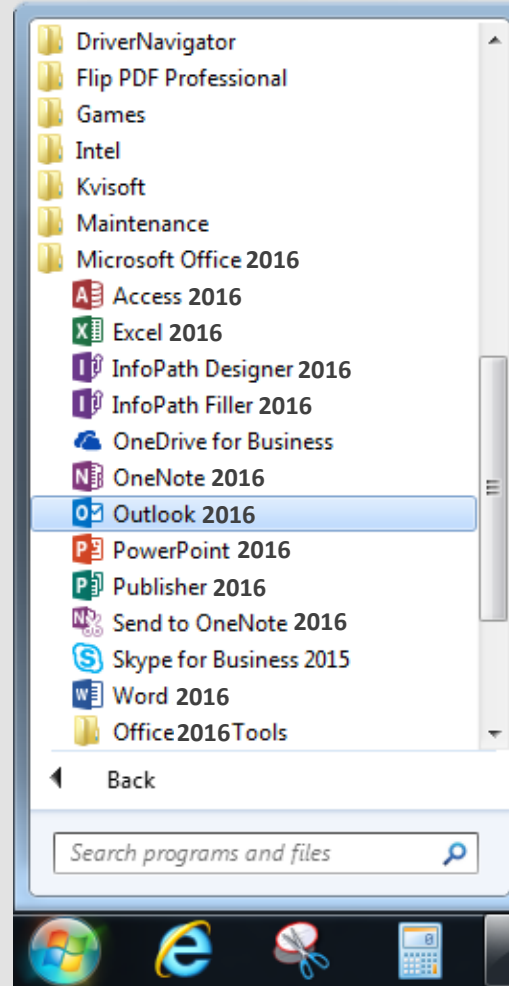 DriverNavigator
Flip PDF Professional
Games
Intel
Kvisoft
Maintenance
Microsoft Office 2016
Access 2016
Excel 2016
InfoPath Designer 2016
InfoPath Filler 2016
OneDrive for Business
OneNote 2016
Outlook 2016
PowerPoint 2016
Publisher 2016
Send to OneNote 2016
Skype for Business 2015
Word 2016
Office 2016 Tools
Back
Search programs and files